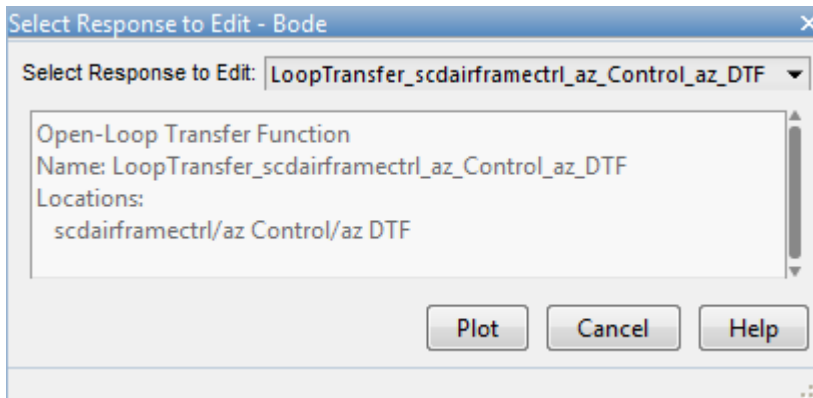 Select Response to Edit - Bode
Select Response to Edit: LoopTransfer_scdairframectrl_az_Control_az_DTF
Open-Loop Transfer Function
Name: LoopTransfer_scdairframectrl_az_Control_az_DTF
Locations:
scdairframectrl/az Control/az DTF
Plot Cancel Help